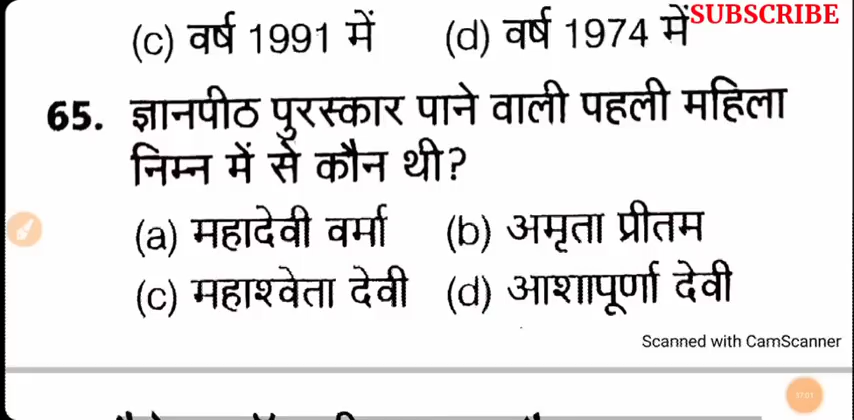 (c) वर्ष 1991 में (d) वर्ष 1974 में SUBSCRIBE
65. ज्ञानपीठ पुरस्कार पाने वाली पहली महिला
निम्न में से कौन थी?
(a) महादेवी वर्मा (b) अमृता प्रीतम
(c) महाश्वेता देवी (d) आशापूर्णा देवी
Scanned with CamScanner